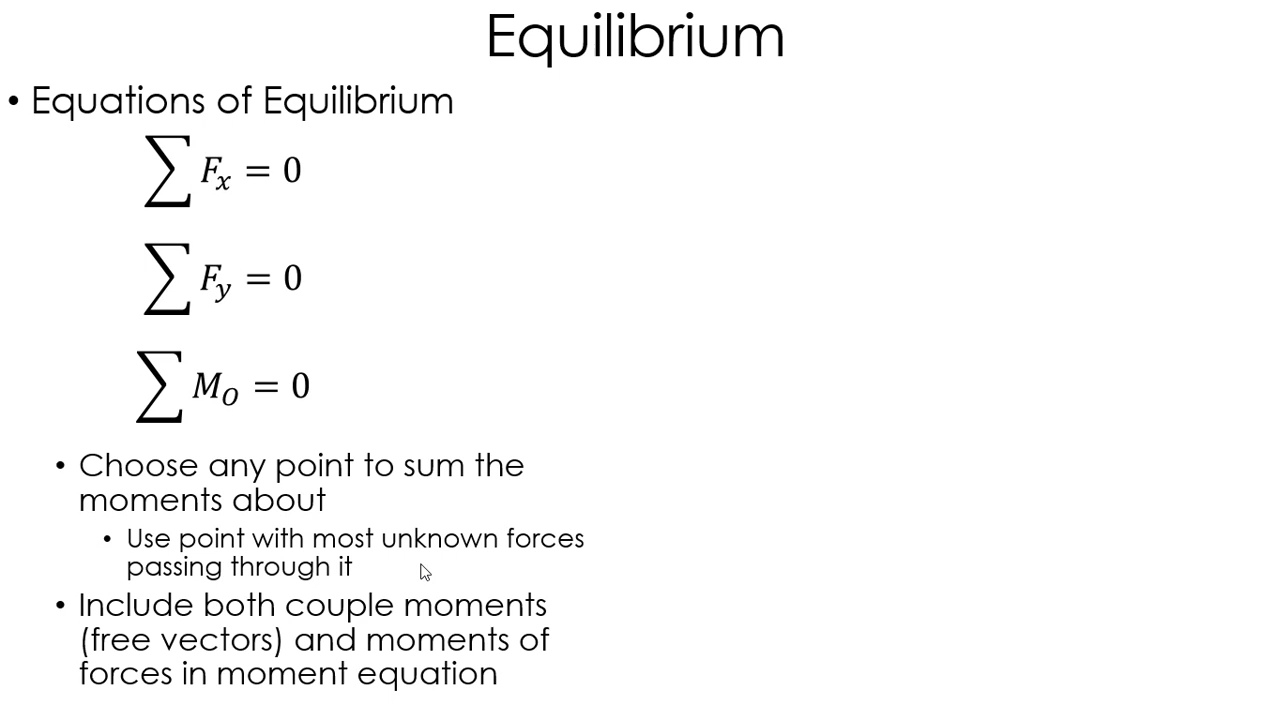 Equilibrium
• Equations of Equilibrium
∑ Fₓ = 0
∑ F_y = 0
∑ M_O = 0
• Choose any point to sum the
moments about
• Use point with most unknown forces
passing through it
• Include both couple moments
(free vectors) and moments of
forces in moment equation